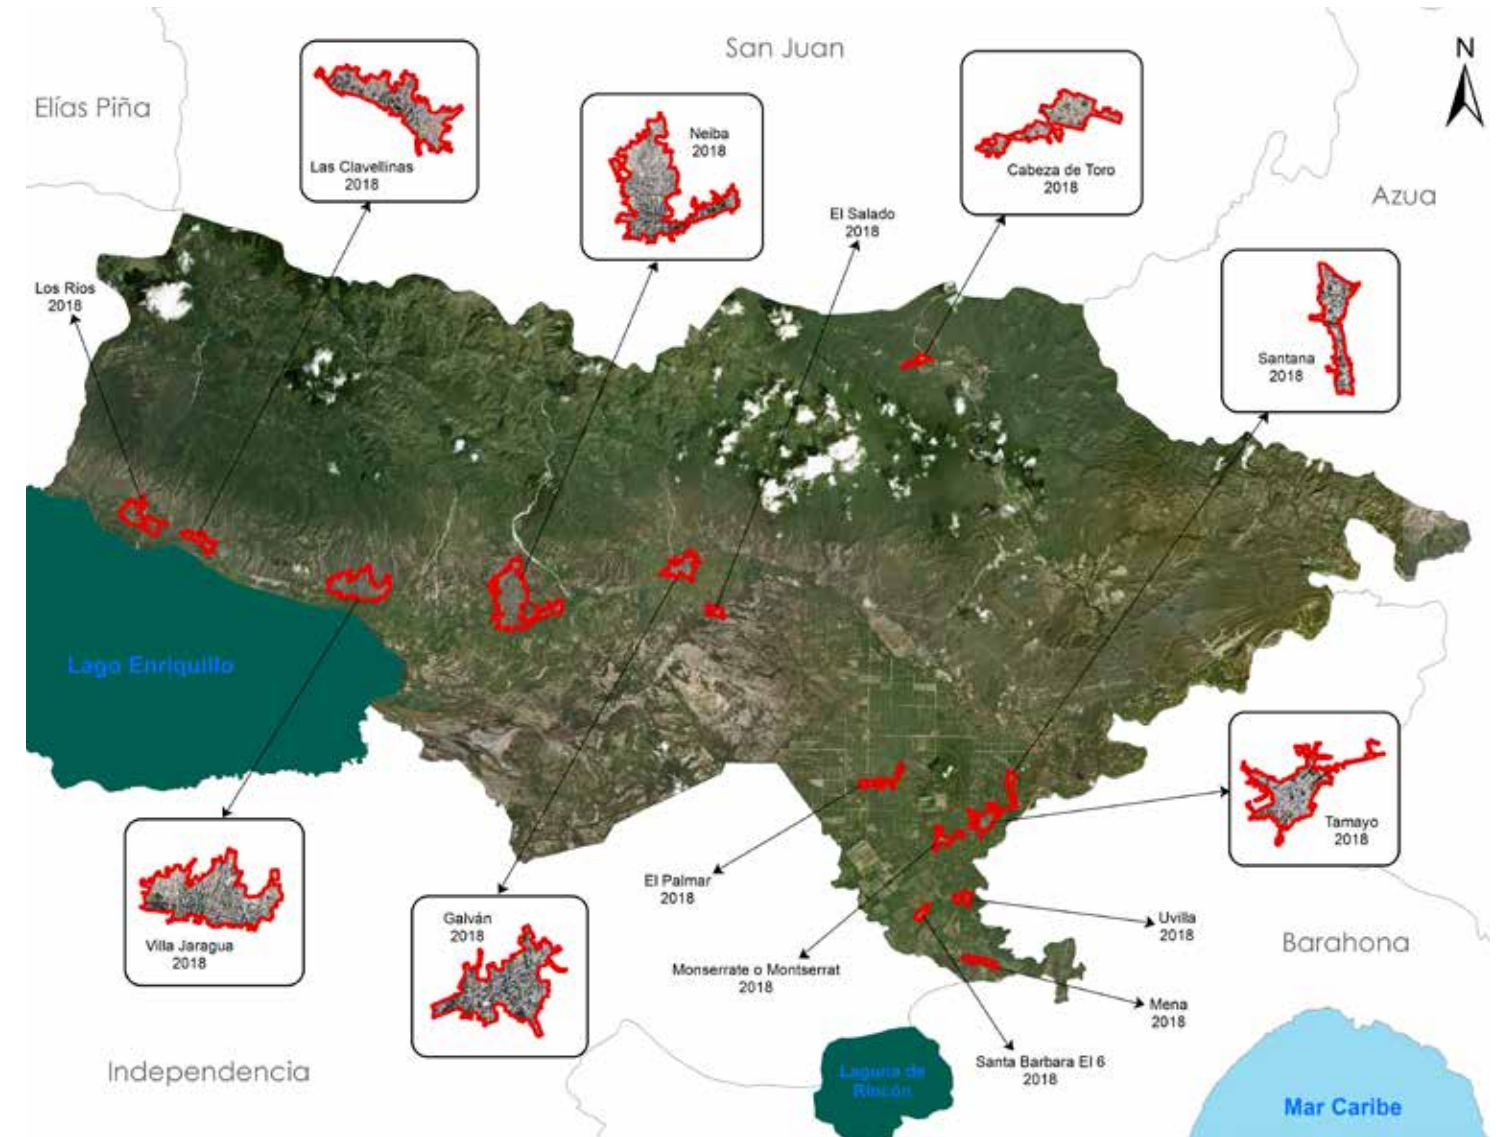 San Juan
N
Elías Piña
Las Clavellinas
2018
Neiba
2018
Cabeza de Toro
2018
Azua
El Salado
2018
Los Ríos
2018
Santana
2018
Lago Enriquillo
Tamayo
2018
El Palmar
2018
Galván
2018
Uvilla
2018
Villa Jaragua
2018
Barahona
Monserrate o Montserrat
2018
Mena
2018
Santa Barbara El 6
2018
Independencia
Laguna de
Rincón
Mar Caribe